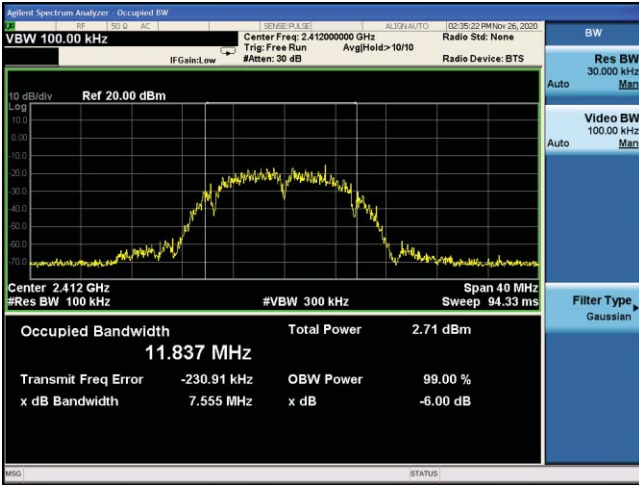 Agilent Spectrum Analyzer - Occupied BW
RF 50 Ω AC SENSE:PULSE ALIGN AUTO 02:35:22 PM Nov 26, 2020
VBW 100.00 kHz Center Freq: 2.412000000 GHz Radio Std: None BW
Trig: Free Run Avg|Hold:> 10/10
IFGain:Low #Atten: 30 dB Radio Device: BTS
Res BW
30.000 kHz
Auto Man
10 dB/div Ref 20.00 dBm
Log
Video BW
100.00 kHz
Auto Man
10.0
0.00
-10.0
-20.0
-30.0
-40.0
-50.0
-60.0
-70.0
Center 2.412 GHz Span 40 MHz
#Res BW 100 kHz #VBW 300 kHz Sweep 94.33 ms
Filter Type
Gaussian
Occupied Bandwidth Total Power 2.71 dBm
11.837 MHz
Transmit Freq Error -230.91 kHz OBW Power 99.00 %
x dB Bandwidth 7.555 MHz x dB -6.00 dB
MSG STATUS